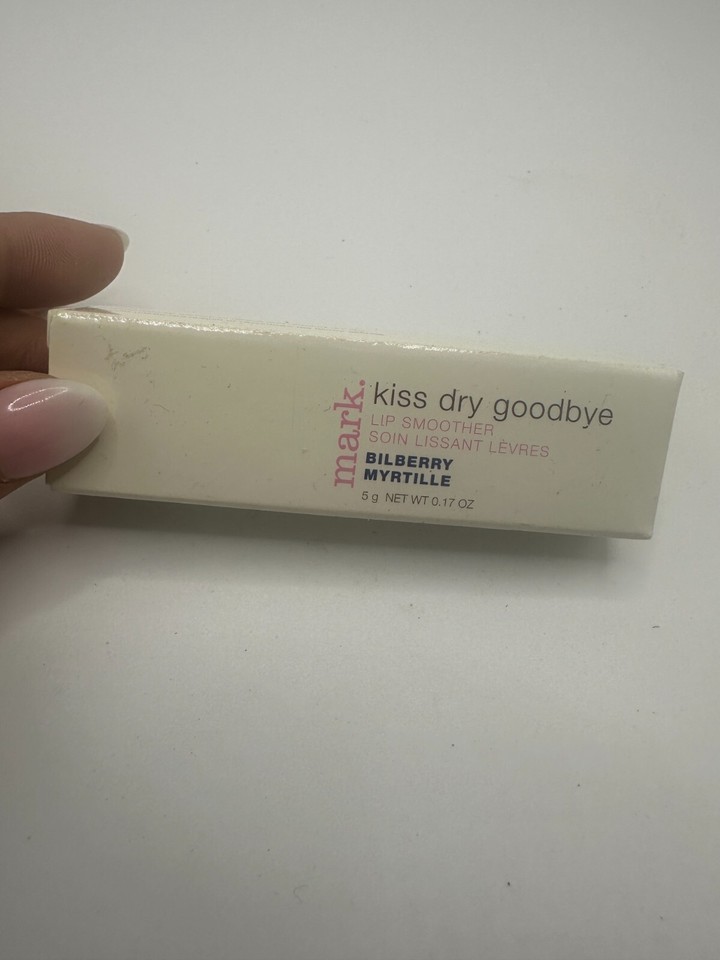 mark.
kiss dry goodbye
LIP SMOOTHER
SOIN LISSANT LÈVRES
BILBERRY
MYRTILLE
5 g NET WT 0.17 OZ